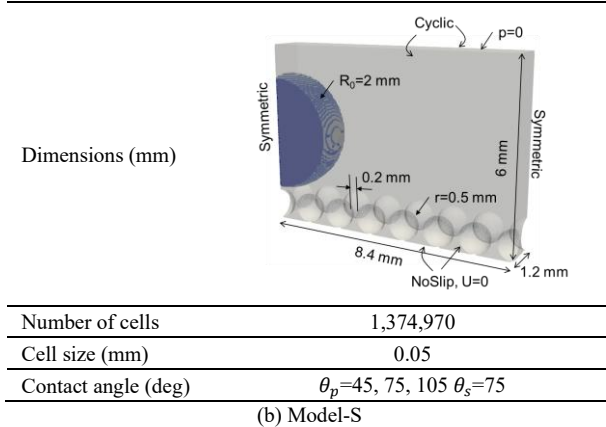 Cyclic
p=0
R₀=2 mm
Symmetric
Symmetric
Dimensions (mm)
6 mm
0.2 mm
r=0.5 mm
8.4 mm
1.2 mm
NoSlip, U=0
Number of cells 1,374,970
Cell size (mm) 0.05
Contact angle (deg) θₚ=45, 75, 105 θₛ=75
(b) Model-S